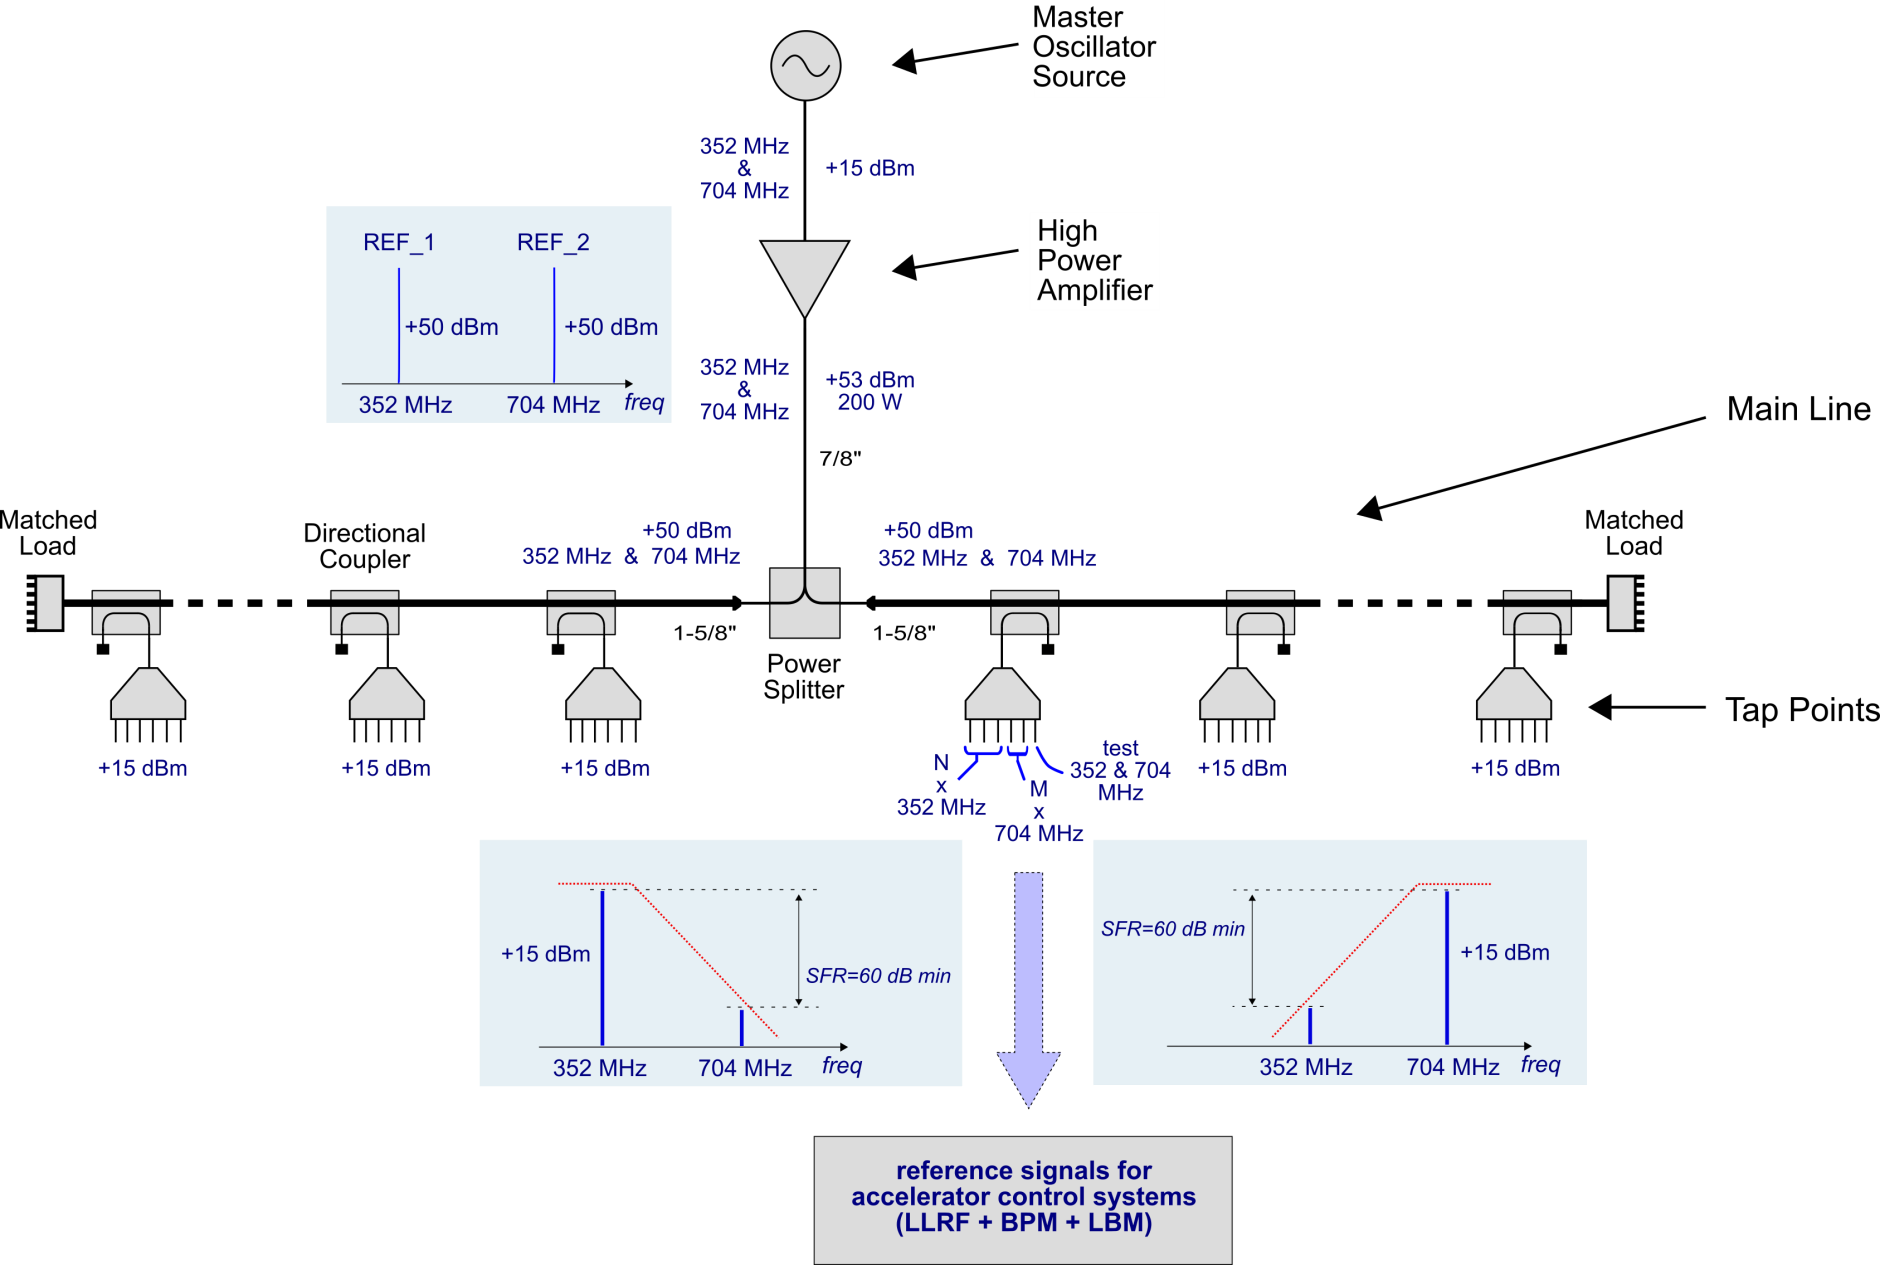 Master
Oscillator
Source
352 MHz
&
704 MHz
+15 dBm
High
Power
Amplifier
REF_1
REF_2
+50 dBm
+50 dBm
352 MHz
704 MHz
freq
352 MHz
&
704 MHz
+53 dBm
200 W
7/8"
Main Line
Matched
Load
Directional
Coupler
+50 dBm
352 MHz & 704 MHz
+50 dBm
352 MHz & 704 MHz
Matched
Load
1-5/8"
1-5/8"
Power
Splitter
Tap Points
+15 dBm
+15 dBm
+15 dBm
N
x
352 MHz
M
x
704 MHz
test
352 & 704
MHz
+15 dBm
+15 dBm
+15 dBm
SFR=60 dB min
352 MHz
704 MHz
freq
SFR=60 dB min
+15 dBm
352 MHz
704 MHz
freq
reference signals for
accelerator control systems
(LLRF + BPM + LBM)